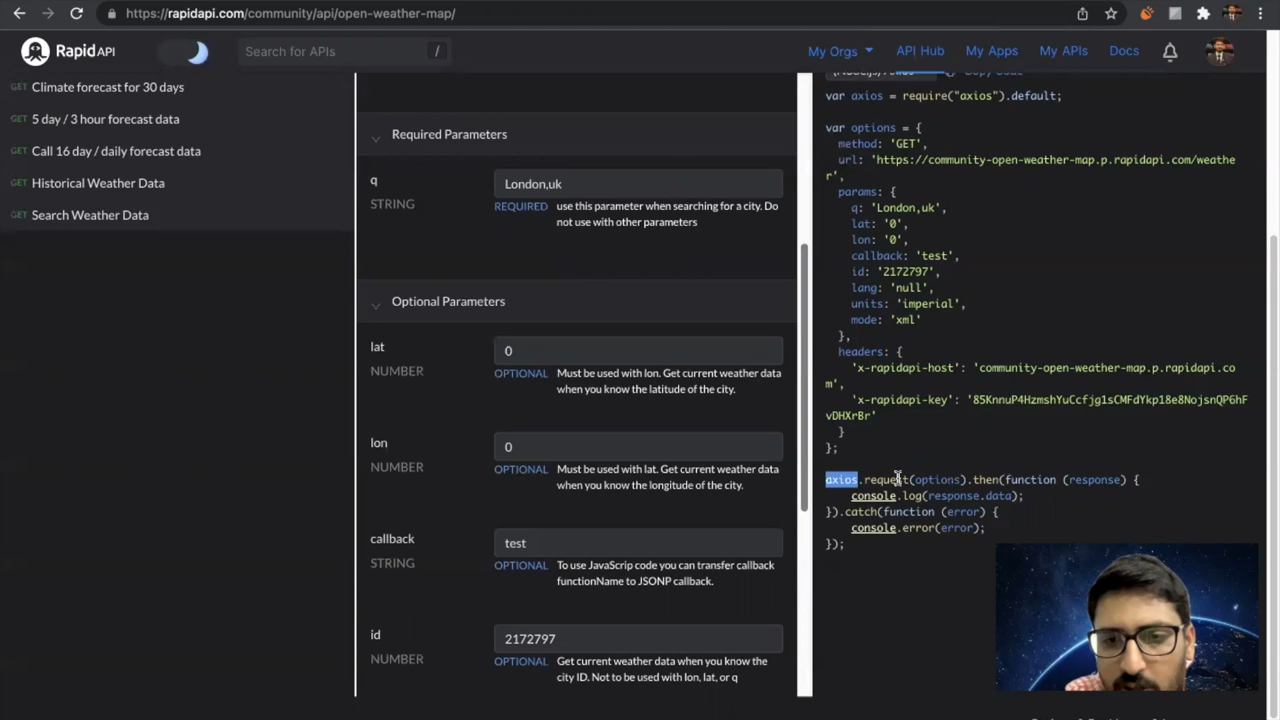 https://rapidapi.com/community/api/open-weather-map/
Rapid API
Search for APIs
/
My Orgs
API Hub
My Apps
My APIs
Docs
GET Climate forecast for 30 days
GET 5 day / 3 hour forecast data
GET Call 16 day / daily forecast data
GET Historical Weather Data
GET Search Weather Data
Required Parameters
q
STRING
London,uk
REQUIRED use this parameter when searching for a city. Do
not use with other parameters
Optional Parameters
lat
NUMBER
0
OPTIONAL Must be used with lon. Get current weather data
when you know the latitude of the city.
lon
NUMBER
0
OPTIONAL Must be used with lat. Get current weather data
when you know the longitude of the city.
callback
STRING
test
OPTIONAL To use JavaScrip code you can transfer callback
functionName to JSONP callback.
id
NUMBER
2172797
OPTIONAL Get current weather data when you know the
city ID. Not to be used with lon, lat, or q
var axios = require("axios").default;
var options = {
method: 'GET',
url: 'https://community-open-weather-map.p.rapidapi.com/weathe
r',
params: {
q: 'London,uk',
lat: '0',
lon: '0',
callback: 'test',
id: '2172797',
lang: 'null',
units: 'imperial',
mode: 'xml'
},
headers: {
'x-rapidapi-host': 'community-open-weather-map.p.rapidapi.co
m',
'x-rapidapi-key': '85KnnuP4HzmshYuCcfjg1sCMFdYkp18e8NojsnQP6hF
vDHXrBr'
}
};
axios.request(options).then(function (response) {
console.log(response.data);
}).catch(function (error) {
console.error(error);
});